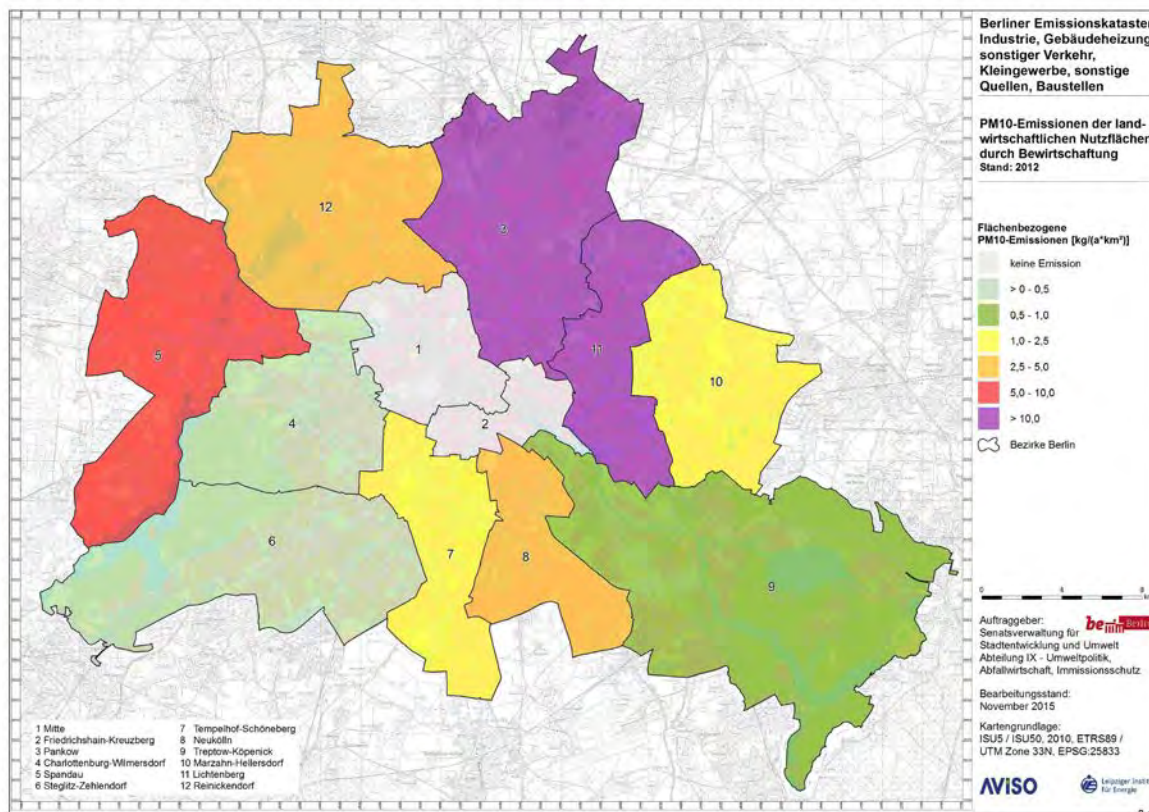 Berliner Emissionskataster
Industrie, Gebäudeheizung
sonstiger Verkehr,
Kleingewerbe, sonstige
Quellen, Baustellen
PM10-Emissionen der land-
wirtschaftlichen Nutzflächen
durch Bewirtschaftung
Stand: 2012
Flächenbezogene
PM10-Emissionen [kg/(a*km²)]
keine Emission
> 0 - 0,5
0,5 - 1,0
1,0 - 2,5
2,5 - 5,0
5,0 - 10,0
> 10,0
Bezirke Berlin
12
3
5
1
11
10
4
2
6
7
8
9
1 Mitte
2 Friedrichshain-Kreuzberg
3 Pankow
4 Charlottenburg-Wilmersdorf
5 Spandau
6 Steglitz-Zehlendorf
7 Tempelhof-Schöneberg
8 Neukölln
9 Treptow-Köpenick
10 Marzahn-Hellersdorf
11 Lichtenberg
12 Reinickendorf
0
Auftraggeber:
be Berlin
Senatsverwaltung für
Stadtentwicklung und Umwelt
Abteilung IX - Umweltpolitik,
Abfallwirtschaft, Immissionsschutz
Bearbeitungsstand:
November 2015
Kartengrundlage:
ISU5 / ISU50, 2010, ETRS89 /
UTM Zone 33N, EPSG:25833
AVISO
Leipziger Instit
für Energie